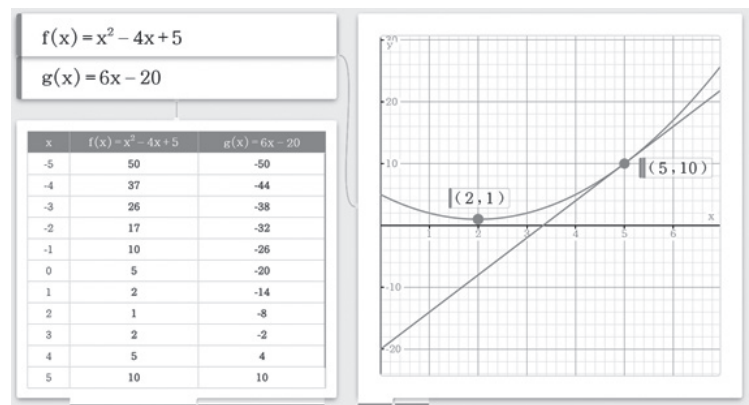 f(x) = x² – 4x + 5
g(x) = 6x – 20
x f(x) = x² – 4x + 5 g(x) = 6x – 20
-5 50 -50
-4 37 -44
-3 26 -38
-2 17 -32
-1 10 -26
0 5 -20
1 2 -14
2 1 -8
3 2 -2
4 5 4
5 10 10
30
y
20
10
(5, 10)
(2, 1)
x
1 2 3 4 5 6
-10
-20